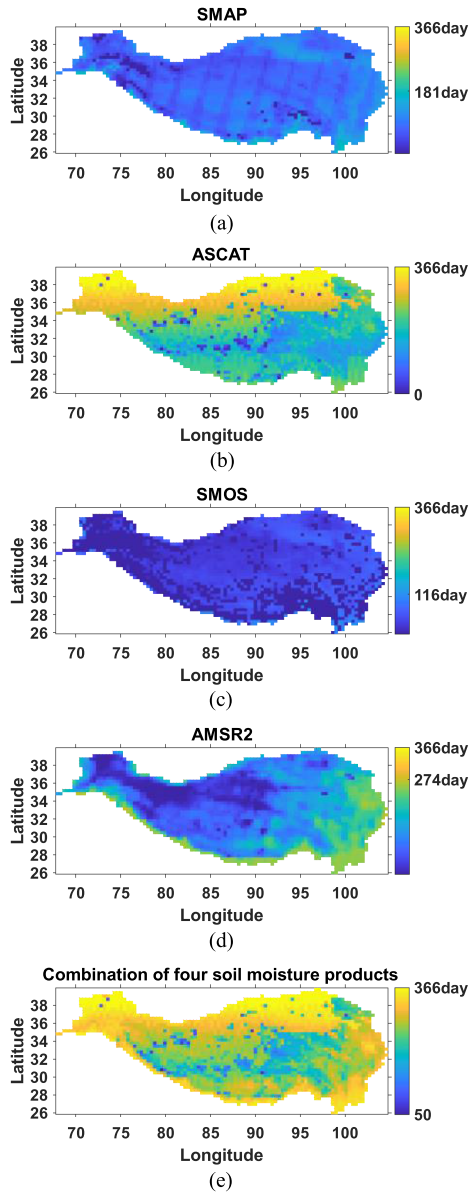 SMAP
366day
181day
38
36
34
32
30
28
26
Latitude
70 75 80 85 90 95 100
Longitude
(a)
ASCAT
366day
0
38
36
34
32
30
28
26
Latitude
70 75 80 85 90 95 100
Longitude
(b)
SMOS
366day
116day
38
36
34
32
30
28
26
Latitude
70 75 80 85 90 95 100
Longitude
(c)
AMSR2
366day
274day
38
36
34
32
30
28
26
Latitude
70 75 80 85 90 95 100
Longitude
(d)
Combination of four soil moisture products
366day
50
38
36
34
32
30
28
26
Latitude
70 75 80 85 90 95 100
Longitude
(e)